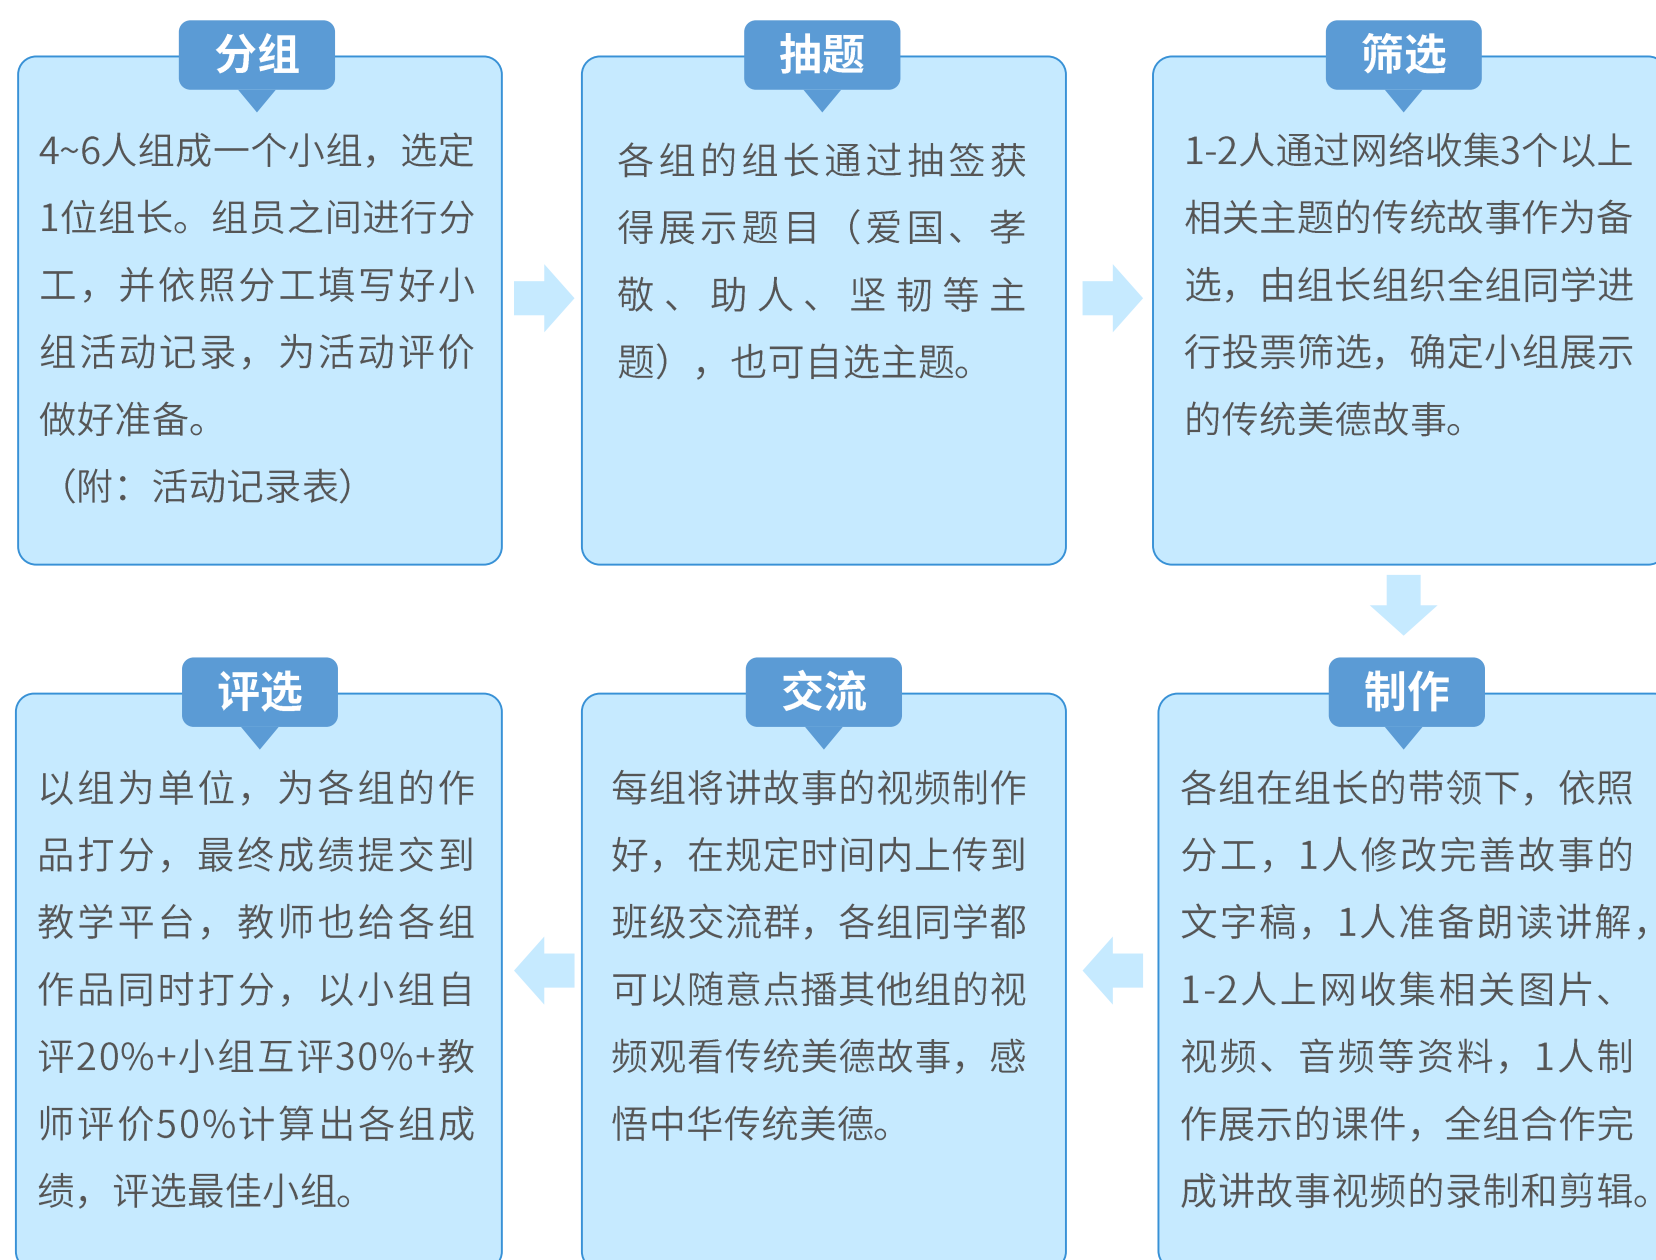 分组
4~6人组成一个小组，选定
1位组长。组员之间进行分
工，并依照分工填写好小
组活动记录，为活动评价
做好准备。
（附：活动记录表）
抽题
各组的组长通过抽签获
得展示题目（爱国、孝
敬、助人、坚韧等主
题），也可自选主题。
筛选
1-2人通过网络收集3个以上
相关主题的传统故事作为备
选，由组长组织全组同学进
行投票筛选，确定小组展示
的传统美德故事。
制作
各组在组长的带领下，依照
分工，1人修改完善故事的
文字稿，1人准备朗读讲解，
1-2人上网收集相关图片、
视频、音频等资料，1人制
作展示的课件，全组合作完
成讲故事视频的录制和剪辑。
交流
每组将讲故事的视频制作
好，在规定时间内上传到
班级交流群，各组同学都
可以随意点播其他组的视
频观看传统美德故事，感
悟中华传统美德。
评选
以组为单位，为各组的作
品打分，最终成绩提交到
教学平台，教师也给各组
作品同时打分，以小组自
评20%+小组互评30%+教
师评价50%计算出各组成
绩，评选最佳小组。